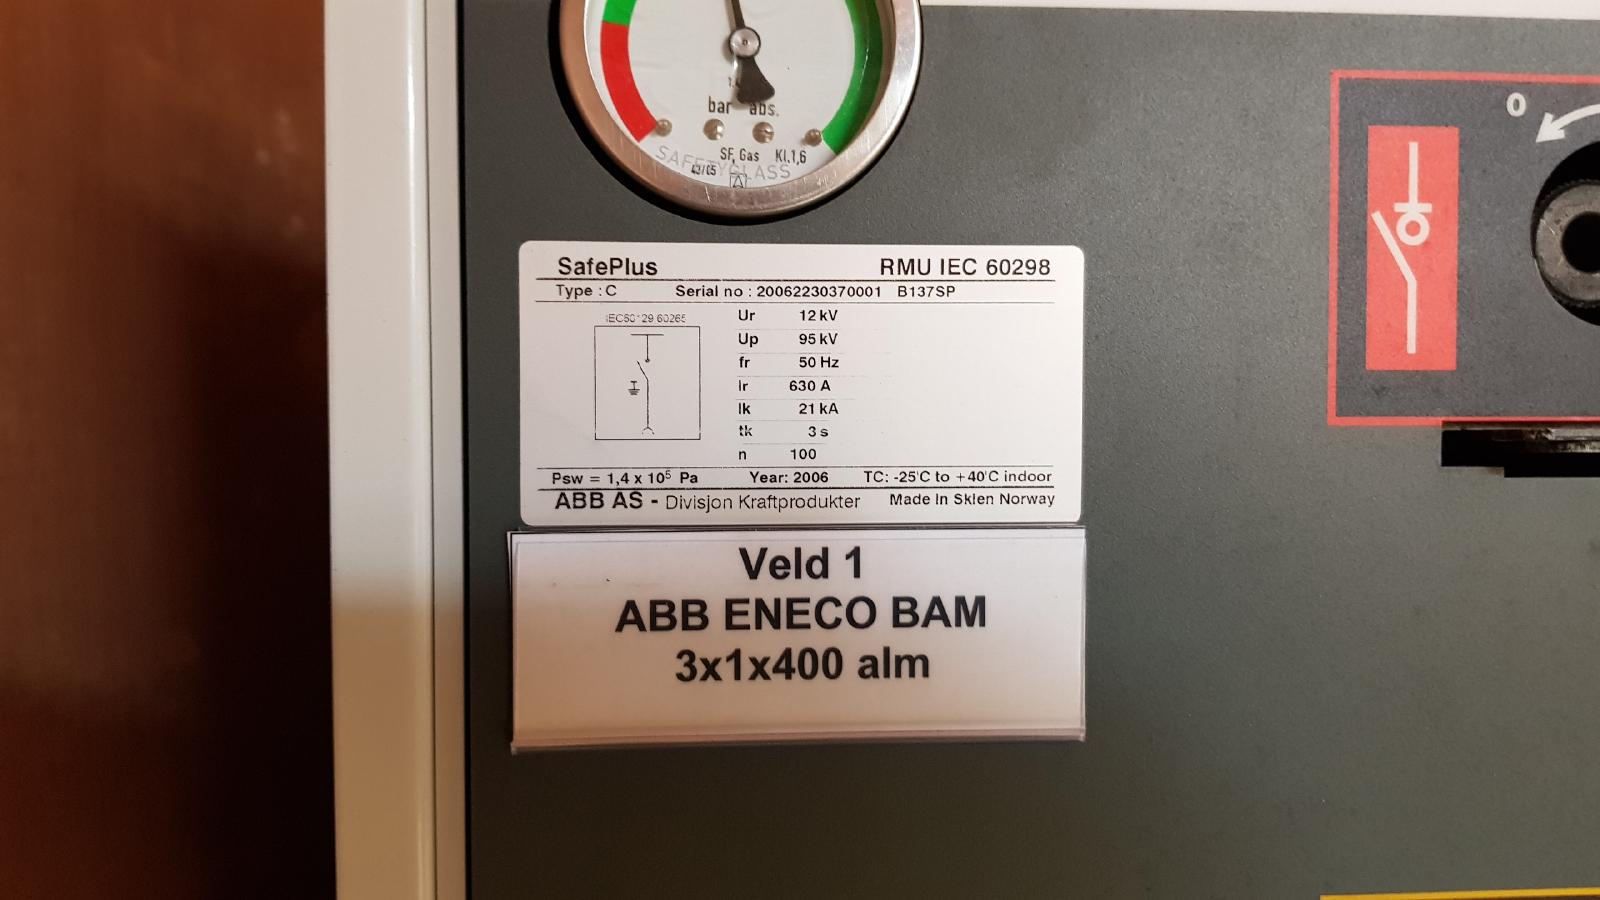 bar abs.
SF₆ Gas Kl.1,6
SAFETYGLASS
43/05
0
SafePlus RMU IEC 60298
Type : C Serial no : 20062230370001 B137SP
Ur 12 kV
Up 95 kV
fr 50 Hz
Ir 630 A
Ik 21 kA
tk 3 s
n 100
Psw = 1,4 x 10⁵ Pa Year: 2006 TC: -25°C to +40°C indoor
ABB AS - Divisjon Kraftprodukter Made in Skien Norway
Veld 1
ABB ENECO BAM
3x1x400 alm